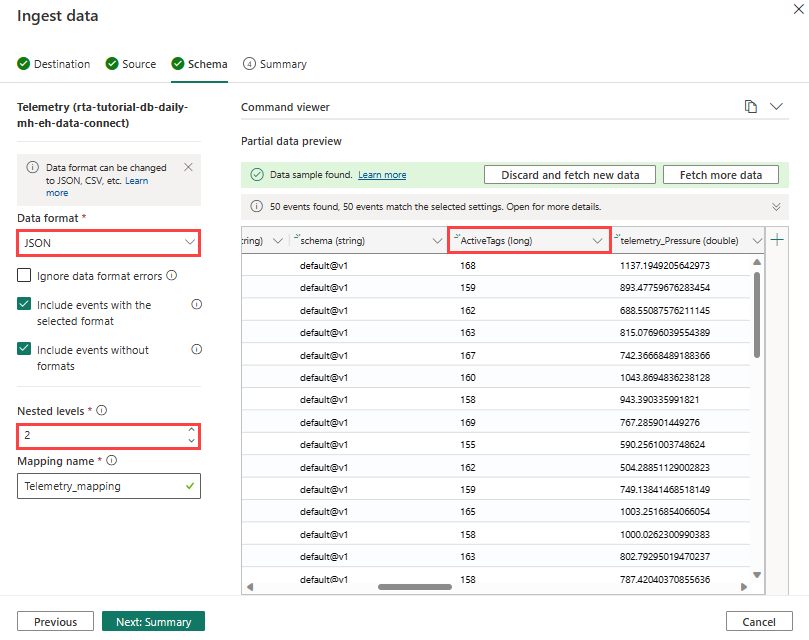 Ingest data
Destination
Source
Schema
4 Summary
Telemetry (rta-tutorial-db-daily-
mh-eh-data-connect)
Data format can be changed
to JSON, CSV, etc. Learn
more
Data format *
JSON
Ignore data format errors
Include events with the
selected format
Include events without
formats
Nested levels *
2
Mapping name *
Telemetry_mapping
Command viewer
Partial data preview
Data sample found. Learn more
Discard and fetch new data
Fetch more data
50 events found, 50 events match the selected settings. Open for more details.
tring) schema (string) ActiveTags (long) telemetry_Pressure (double)
default@v1 168 1137.1949205642973
default@v1 159 893.47759676283454
default@v1 162 688.55087576211145
default@v1 163 815.07696039554389
default@v1 167 742.36668489188366
default@v1 160 1043.8694836238128
default@v1 158 943.390335991821
default@v1 169 767.285901449276
default@v1 155 590.2561003748624
default@v1 162 504.28851129002823
default@v1 159 749.13841468518149
default@v1 165 1003.2516854066054
default@v1 158 1000.0262300990383
default@v1 163 802.79295019470237
default@v1 158 787.42040370855636
Previous
Next: Summary
Cancel